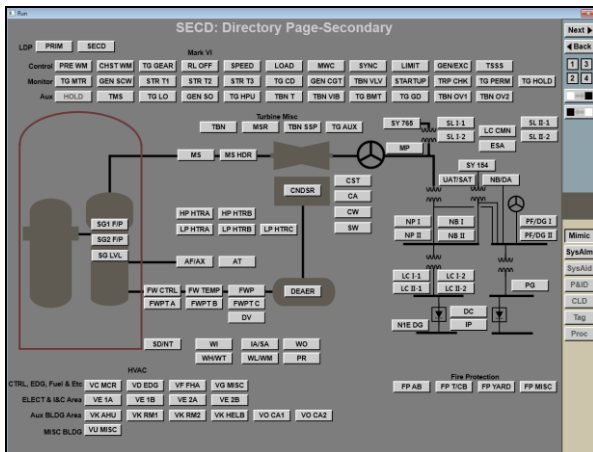 Run
SECD: Directory Page-Secondary
Next
Back
LDP PRIM SECD
Mark VI
Control PRE WM CHST WM TG GEAR RL OFF SPEED LOAD MWC SYNC LIMIT GEN/EXC TSSS
Monitor TG MTR GEN SCW STR T1 STR T2 STR T3 TG CD GEN CGT TBN VLV STARTUP TRP CHK TG PERM TG HOLD
Aux HOLD TMS TG LO GEN SO TG HPU TBN T TBN VIB TG BMT TG GD TBN OV1 TBN OV2
1 3
2 4
Turbine Misc
TBN MSR TBN SSP TG AUX
SY 765 SL I-1 SL II-1
SL I-2 LC CMN SL II-2
ESA
MS MS HDR MP
SY 154
UAT/SAT NB/DA
CNDSR CST
CA
CW
SW
HP HTRA HP HTRB
LP HTRA LP HTRB LP HTRC
NP I NB I PF/DG I
NP II NB II PF/DG II
SG1 F/P
SG2 F/P
SG LVL
AF/AX AT
LC I-1 LC I-2
LC II-1 LC II-2
PG
FW CTRL FW TEMP FWP DEAER
FWPT A FWPT B FWPT C
DV
DC
N1E DG IP
SD/NT WI IA/SA WO
WH/WT WL/WM PR
Mimic
SysAlm
SysAid
P&ID
CLD
Tag
Proc
HVAC
CTRL, EDG, Fuel & Etc VC MCR VD EDG VF FHA VG MISC
ELECT & I&C Area VE 1A VE 1B VE 2A VE 2B
Aux BLDG Area VK AHU VK RM1 VK RM2 VK HELB VO CA1 VO CA2
MISC BLDG VU MISC
Fire Protection
FP AB FP T/CB FP YARD FP MISC